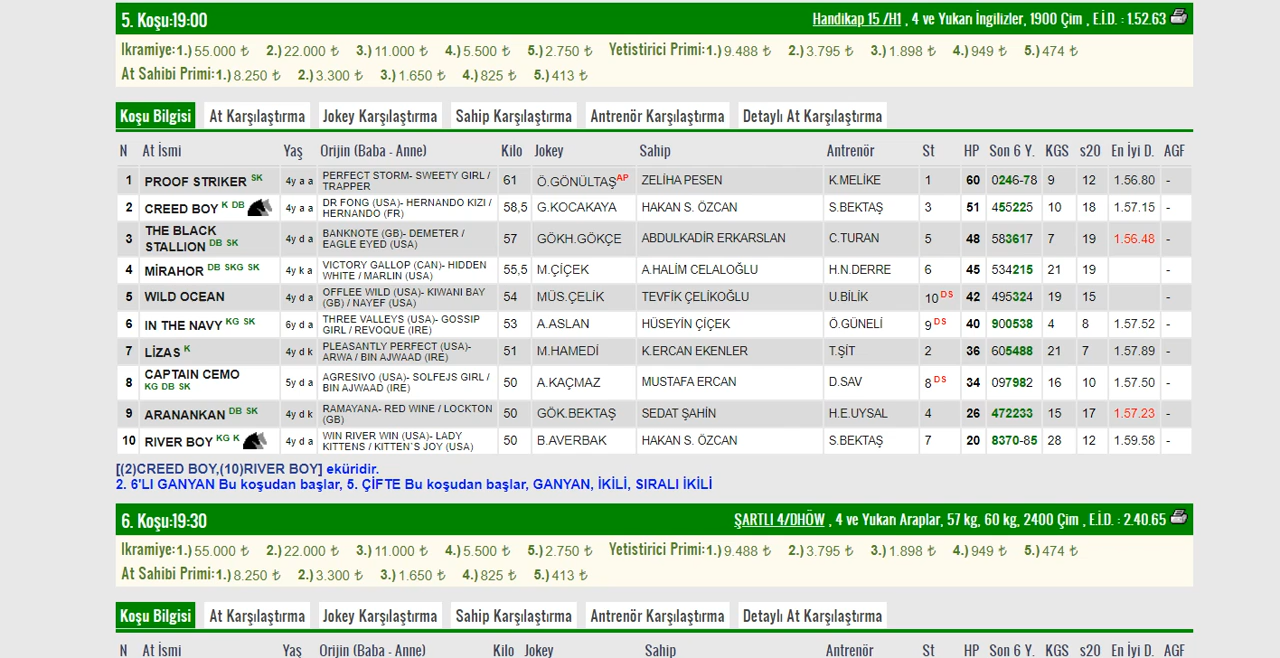 5. Koşu:19:00 Handikap 15 /H1 , 4 ve Yukarı İngilizler, 1900 Çim , E.İ.D. : 1.52.63
Ikramiye:1.) 55.000 ₺ 2.) 22.000 ₺ 3.) 11.000 ₺ 4.) 5.500 ₺ 5.) 2.750 ₺ Yetistirici Primi:1.) 9.488 ₺ 2.) 3.795 ₺ 3.) 1.898 ₺ 4.) 949 ₺ 5.) 474 ₺
At Sahibi Primi:1.) 8.250 ₺ 2.) 3.300 ₺ 3.) 1.650 ₺ 4.) 825 ₺ 5.) 413 ₺
Koşu Bilgisi At Karşılaştırma Jokey Karşılaştırma Sahip Karşılaştırma Antrenör Karşılaştırma Detaylı At Karşılaştırma
N At İsmi Yaş Orijin (Baba - Anne) Kilo Jokey Sahip Antrenör St HP Son 6 Y. KGS s20 En İyi D. AGF
1 PROOF STRIKER SK 4y a a PERFECT STORM- SWEETY GIRL / TRAPPER 61 Ö.GÖNÜLTAŞ AP ZELİHA PESEN K.MELİKE 1 60 0246-78 9 12 1.56.80 -
2 CREED BOY K DB 4y a a DR FONG (USA)- HERNANDO KIZI / HERNANDO (FR) 58,5 G.KOCAKAYA HAKAN S. ÖZCAN S.BEKTAŞ 3 51 455225 10 18 1.57.15 -
3 THE BLACK STALLION DB SK 4y d a BANKNOTE (GB)- DEMETER / EAGLE EYED (USA) 57 GÖKH.GÖKÇE ABDULKADİR ERKARSLAN C.TURAN 5 48 583617 7 19 1.56.48 -
4 MİRAHOR DB SKG SK 4y k a VICTORY GALLOP (CAN)- HIDDEN WHITE / MARLIN (USA) 55,5 M.ÇİÇEK A.HALİM CELALOĞLU H.N.DERRE 6 45 534215 21 19 -
5 WILD OCEAN 4y d a OFFLEE WILD (USA)- KIWANI BAY (GB) / NAYEF (USA) 54 MÜS.ÇELİK TEVFİK ÇELİKOĞLU U.BİLİK 10 DS 42 495324 19 15 -
6 IN THE NAVY KG SK 6y d a THREE VALLEYS (USA)- GOSSIP GIRL / REVOQUE (IRE) 53 A.ASLAN HÜSEYİN ÇİÇEK Ö.GÜNELİ 9 DS 40 900538 4 8 1.57.52 -
7 LİZAS K 4y d k PLEASANTLY PERFECT (USA)- ARWA / BIN AJWAAD (IRE) 51 M.HAMEDİ K.ERCAN EKENLER T.ŞİT 2 36 605488 21 7 1.57.89 -
8 CAPTAIN CEMO KG DB SK 5y d a AGRESIVO (USA)- SOLFEJS GIRL / BIN AJWAAD (IRE) 50 A.KAÇMAZ MUSTAFA ERCAN D.SAV 8 DS 34 097982 16 10 1.57.50 -
9 ARANANKAN DB SK 4y d k RAMAYANA- RED WINE / LOCKTON (GB) 50 GÖK.BEKTAŞ SEDAT ŞAHİN H.E.UYSAL 4 26 472233 15 17 1.57.23 -
10 RIVER BOY KG K 4y d a WIN RIVER WIN (USA)- LADY KITTENS / KITTEN`S JOY (USA) 50 B.AVERBAK HAKAN S. ÖZCAN S.BEKTAŞ 7 20 8370-85 28 12 1.59.58 -
[(2)CREED BOY,(10)RIVER BOY] eküridir.
2. 6'LI GANYAN Bu koşudan başlar, 5. ÇİFTE Bu koşudan başlar, GANYAN, İKİLİ, SIRALI İKİLİ
6. Koşu:19:30 ŞARTLI 4/DHÖW , 4 ve Yukarı Araplar, 57 kg, 60 kg, 2400 Çim , E.İ.D. : 2.40.65
Ikramiye:1.) 55.000 ₺ 2.) 22.000 ₺ 3.) 11.000 ₺ 4.) 5.500 ₺ 5.) 2.750 ₺ Yetistirici Primi:1.) 9.488 ₺ 2.) 3.795 ₺ 3.) 1.898 ₺ 4.) 949 ₺ 5.) 474 ₺
At Sahibi Primi:1.) 8.250 ₺ 2.) 3.300 ₺ 3.) 1.650 ₺ 4.) 825 ₺ 5.) 413 ₺
Koşu Bilgisi At Karşılaştırma Jokey Karşılaştırma Sahip Karşılaştırma Antrenör Karşılaştırma Detaylı At Karşılaştırma
N At İsmi Yaş Orijin (Baba - Anne) Kilo Jokey Sahip Antrenör St HP Son 6 Y. KGS s20 En İyi D. AGF